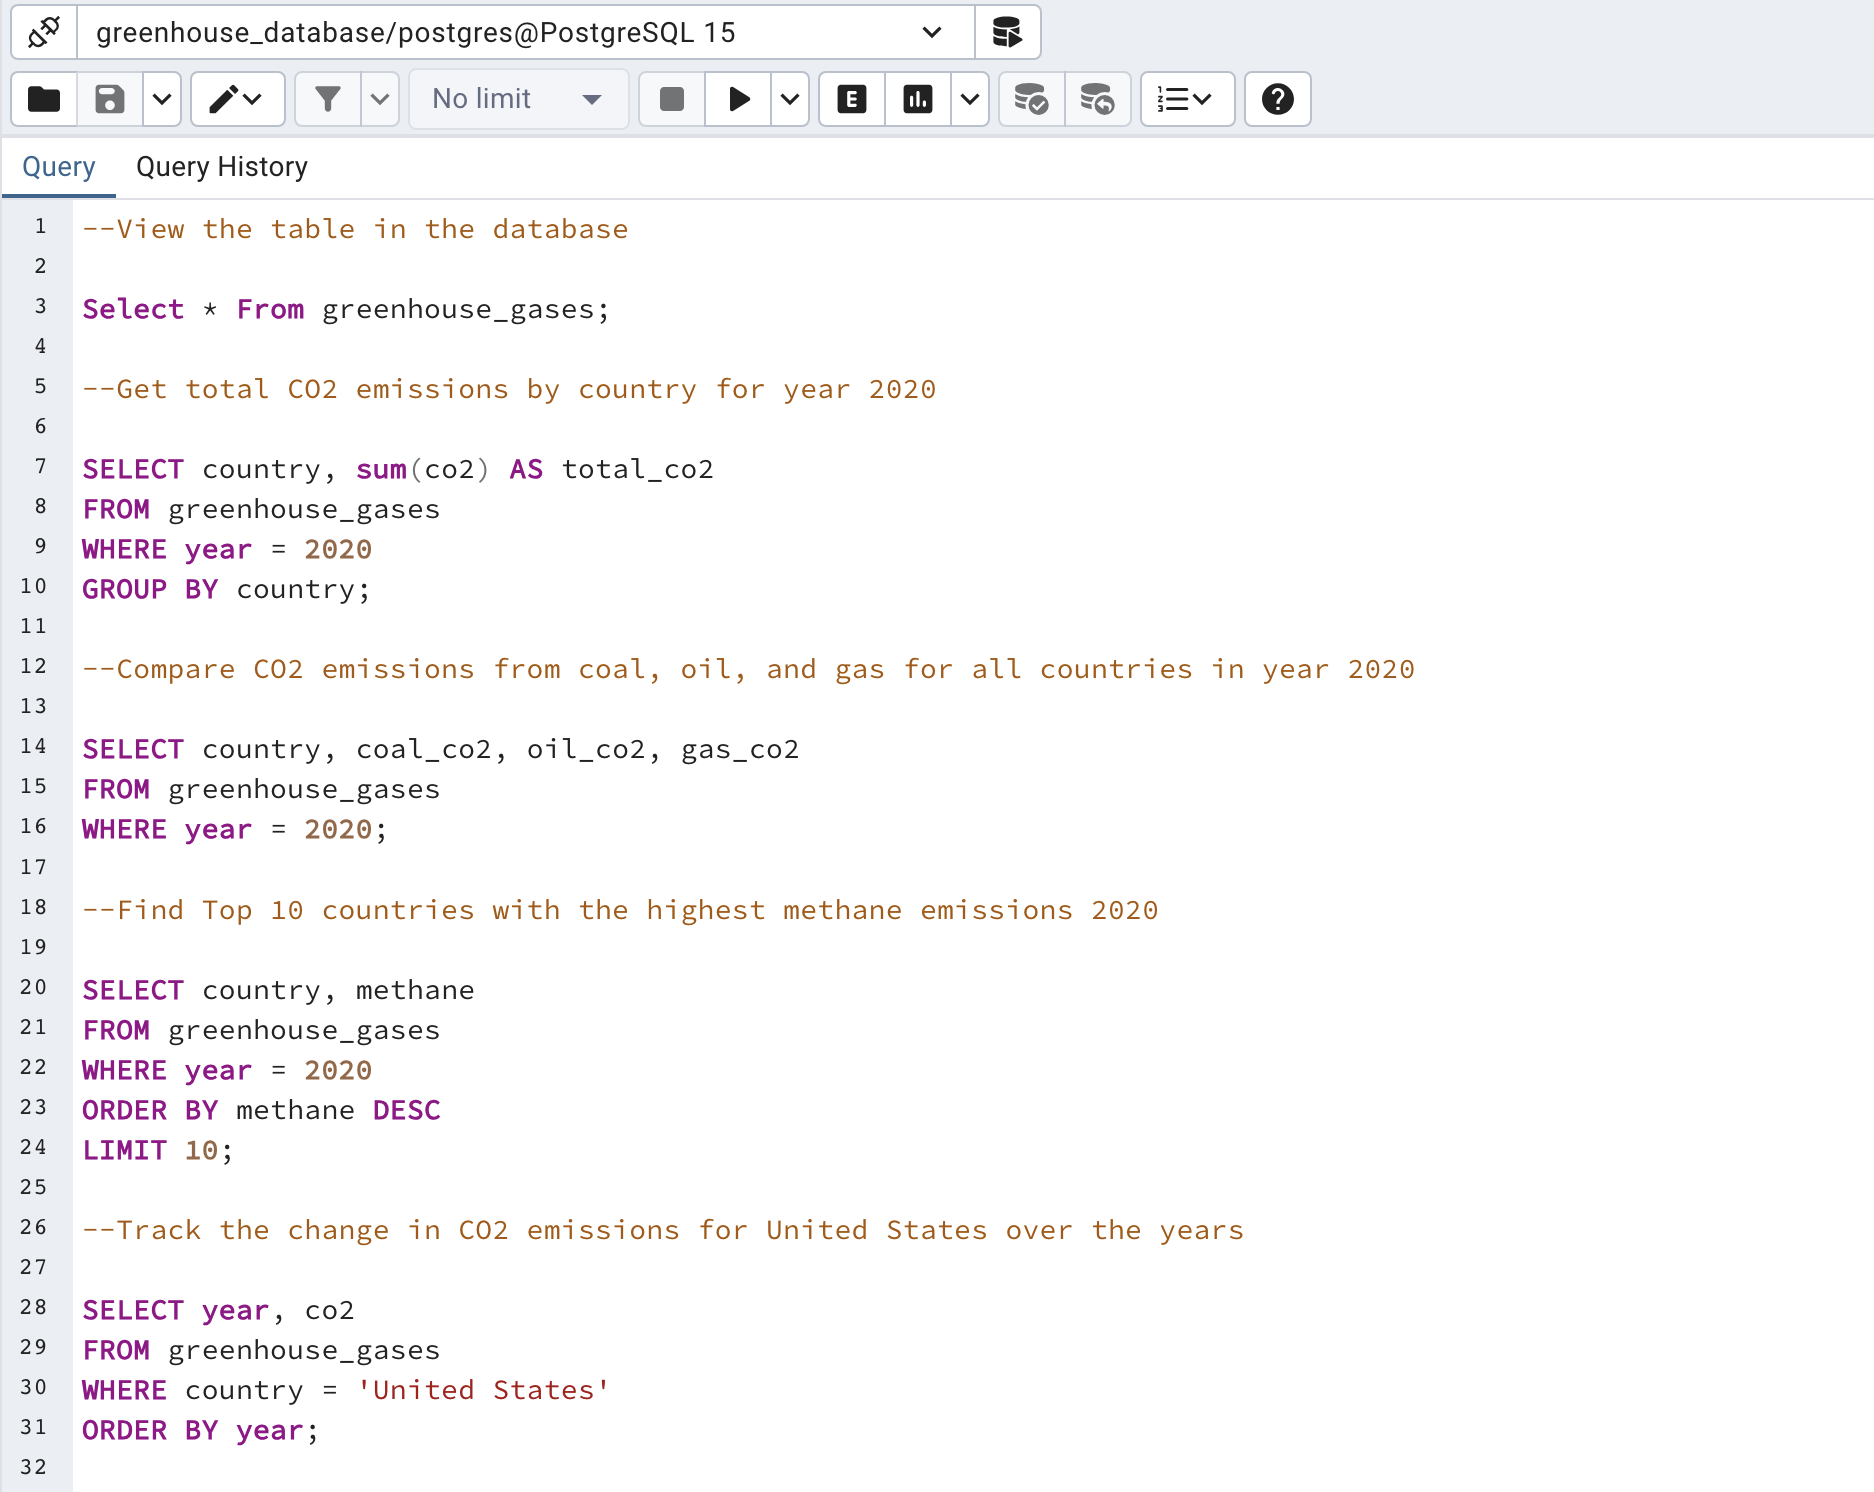 greenhouse_database/postgres@PostgreSQL 15
No limit
E
Query Query History
1 --View the table in the database
2
3 Select * From greenhouse_gases;
4
5 --Get total CO2 emissions by country for year 2020
6
7 SELECT country, sum(co2) AS total_co2
8 FROM greenhouse_gases
9 WHERE year = 2020
10 GROUP BY country;
11
12 --Compare CO2 emissions from coal, oil, and gas for all countries in year 2020
13
14 SELECT country, coal_co2, oil_co2, gas_co2
15 FROM greenhouse_gases
16 WHERE year = 2020;
17
18 --Find Top 10 countries with the highest methane emissions 2020
19
20 SELECT country, methane
21 FROM greenhouse_gases
22 WHERE year = 2020
23 ORDER BY methane DESC
24 LIMIT 10;
25
26 --Track the change in CO2 emissions for United States over the years
27
28 SELECT year, co2
29 FROM greenhouse_gases
30 WHERE country = 'United States'
31 ORDER BY year;
32